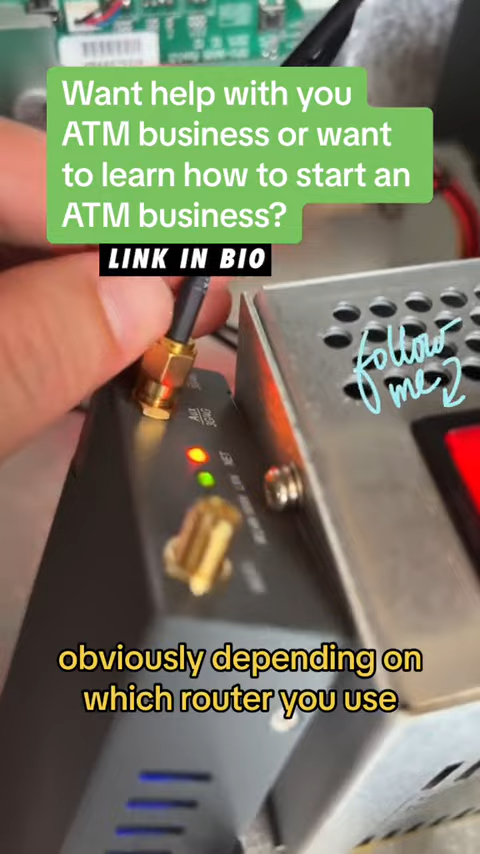 Want help with you
ATM business or want
to learn how to start an
ATM business?
LINK IN BIO
follow
me
NET
obviously depending on
which router you use